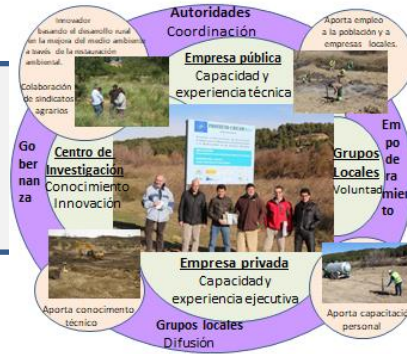 Innovador
basando el desarrollo rural
en la mejora del medio ambiente
a través de la restauración
ambiental.
Colaboración
de sindicatos
agrarios
Autoridades
Coordinación
Aporta empleo
a la población y a
empresas locales.
Empresa pública
Capacidad y
experiencia técnica
Go
ber
nan
za
Centro de
Investigación
Conocimiento
Innovación
Grupos
Locales
Voluntad
Em
po
de
ra
mien
to
Empresa privada
Capacidad y
experiencia ejecutiva
Aporta conocimento
técnico
Grupos locales
Difusión
Aporta capacitació
personal